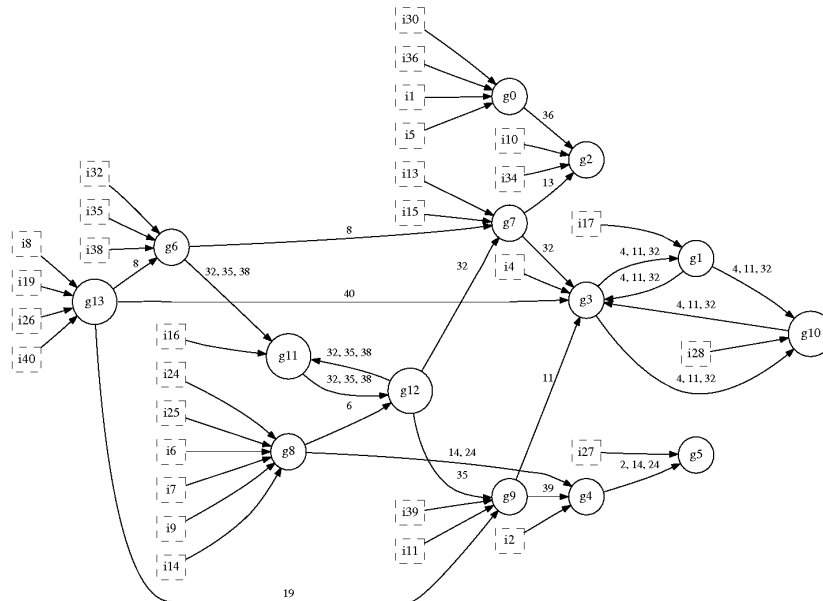 i30
i36
i1
i5
g0
36
i10
i34
g2
i32
i35
i38
i13
i15
13
g7
i17
i8
i19
i26
i40
8
g6
8
32
i4
4, 11, 32
g1
4, 11, 32
4, 11, 32
g13
32, 35, 38
32
40
g3
4, 11, 32
g10
i16
g11
32, 35, 38
i28
i24
32, 35, 38
g12
4, 11, 32
11
i25
6
i6
g8
14, 24
i27
g5
i7
35
2, 14, 24
i9
i39
g9
39
g4
i14
i11
i2
19